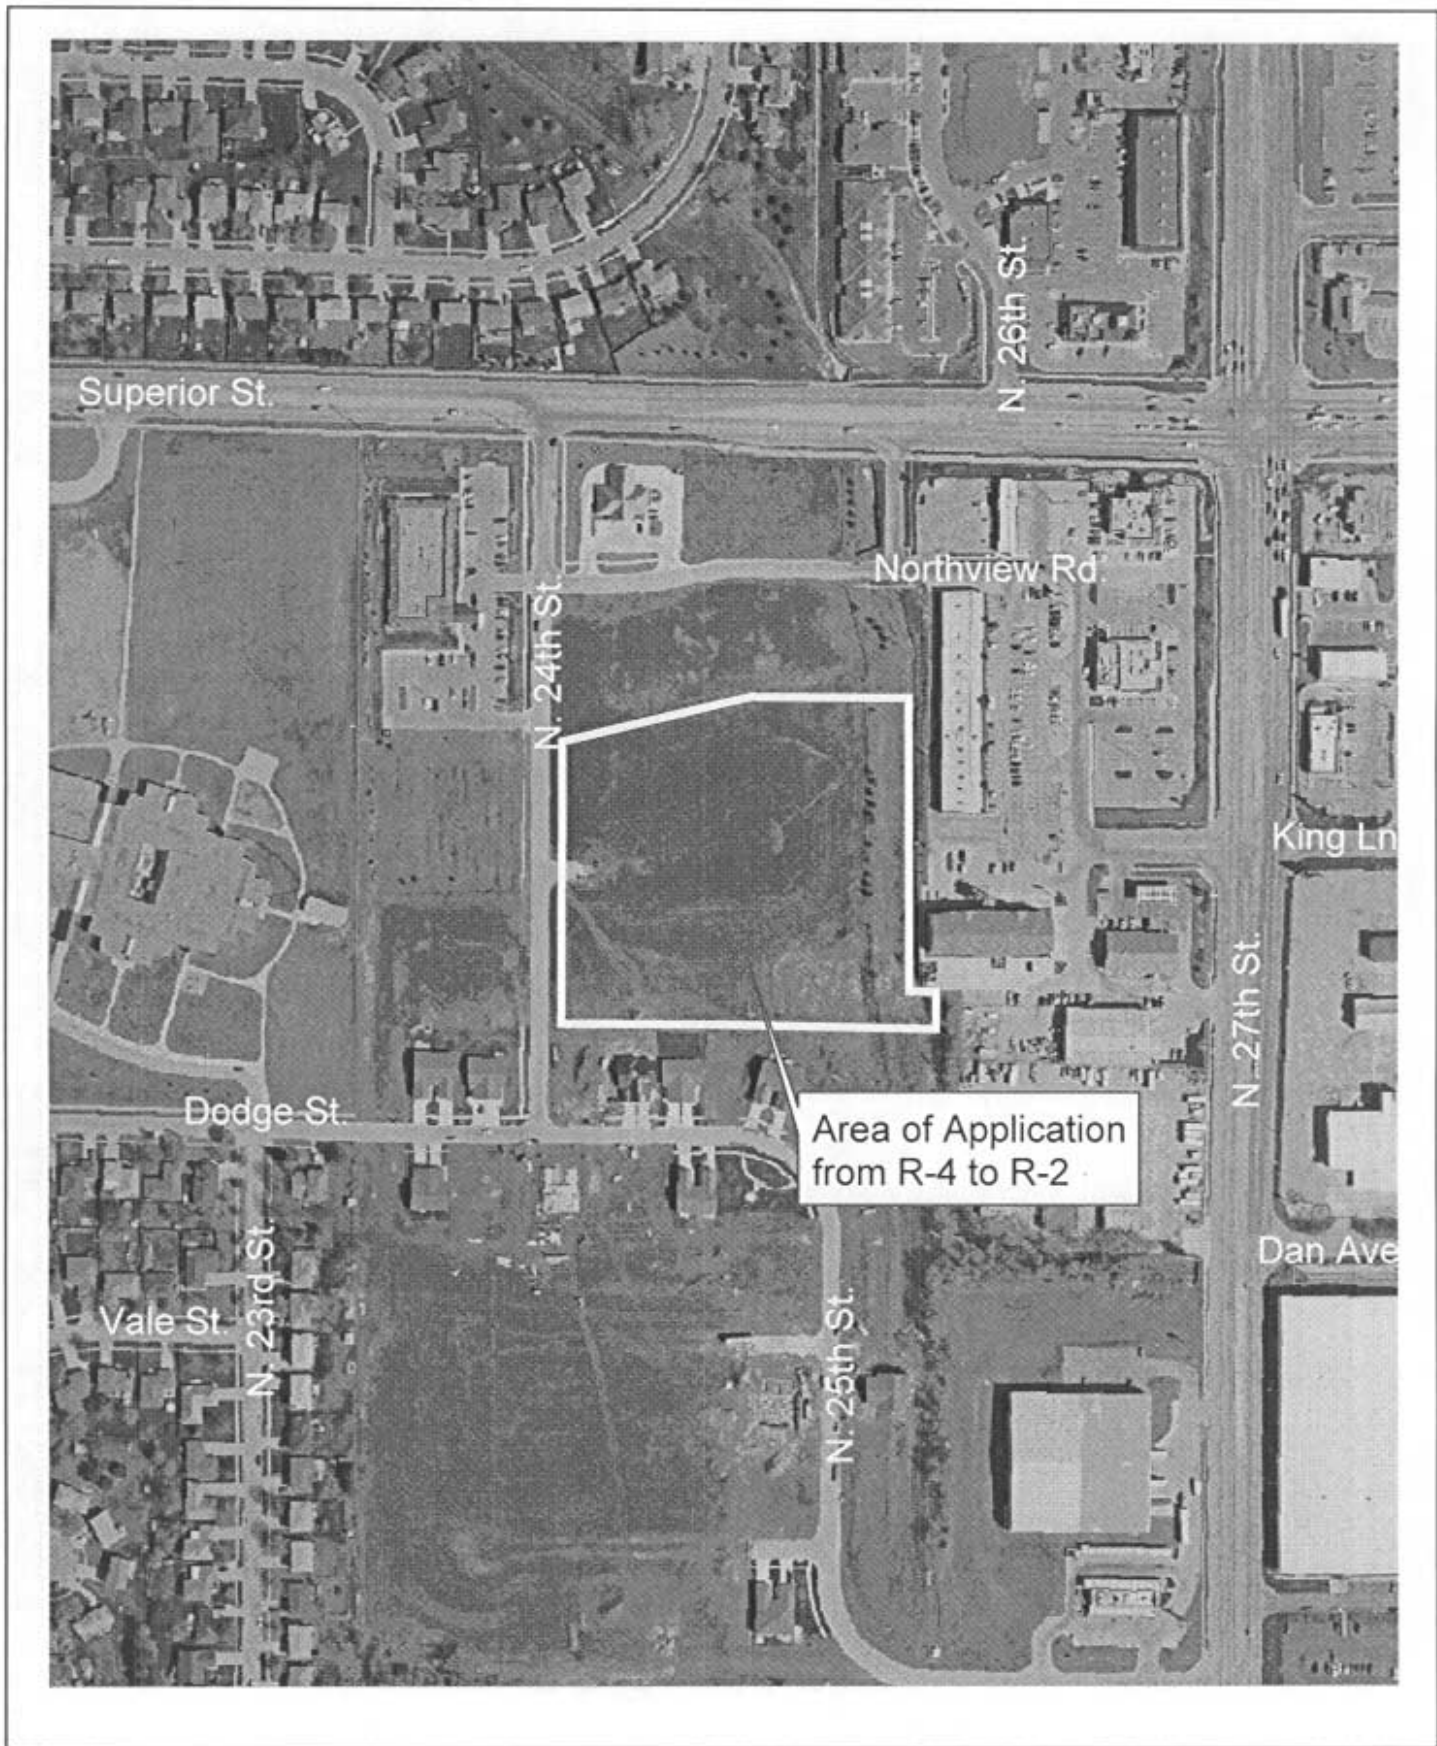 N. 26th St.
Superior St.
Northview Rd.
N. 24th St.
King Ln
N. 27th St.
Dodge St.
Area of Application
from R-4 to R-2
Dan Ave
N. 23rd St.
Vale St.
N. 25th St.